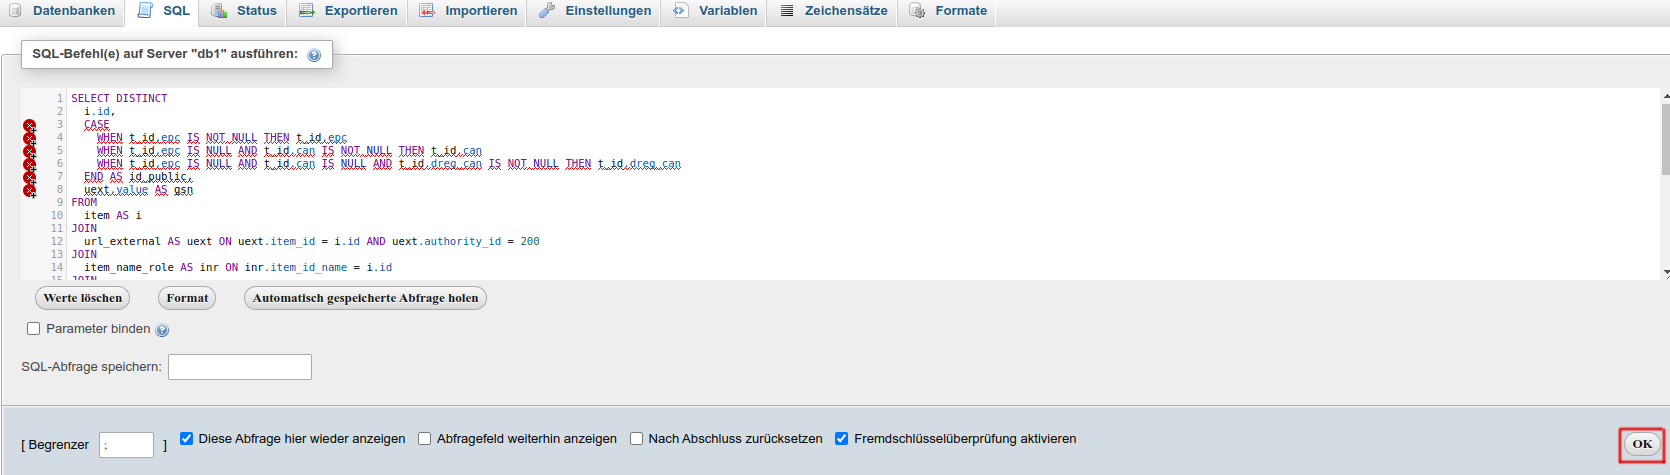 Datenbanken SQL Status Exportieren Importieren Einstellungen Variablen Zeichensätze Formate
SQL-Befehl(e) auf Server "db1" ausführen:
1 SELECT DISTINCT
2 i.id,
3 CASE
4 WHEN t_id.epc IS NOT NULL THEN t_id.epc
5 WHEN t_id.epc IS NULL AND t_id.can IS NOT NULL THEN t_id.can
6 WHEN t_id.epc IS NULL AND t_id.can IS NULL AND t_id.dreg_can IS NOT NULL THEN t_id.dreg_can
7 END AS id_public,
8 uext.value AS gsn
9 FROM
10 item AS i
11 JOIN
12 url_external AS uext ON uext.item_id = i.id AND uext.authority_id = 200
13 JOIN
14 item_name_role AS inr ON inr.item_id_name = i.id
15 JOIN
Werte löschen Format Automatisch gespeicherte Abfrage holen
Parameter binden
SQL-Abfrage speichern:
[ Begrenzer ; ] Diese Abfrage hier wieder anzeigen Abfragefeld weiterhin anzeigen Nach Abschluss zurücksetzen Fremdschlüsselüberprüfung aktivieren OK